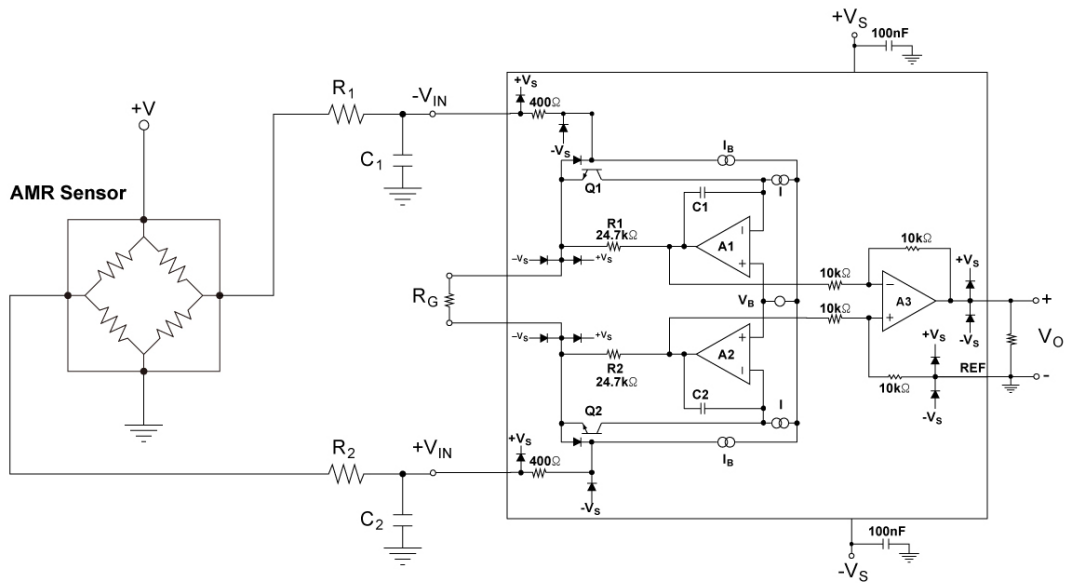 +VS
100nF
R1
-VIN
+VS
400Ω
+V
C1
-VS
IB
AMR Sensor
Q1
I
C1
R1
24.7kΩ
A1
10kΩ
+VS
-VS
+VS
10kΩ
RG
VB
A3
+
10kΩ
VO
-VS
+VS
A2
+VS
-VS
R2
24.7kΩ
REF
-
10kΩ
C2
-VS
Q2
I
R2
+VIN
+VS
400Ω
IB
C2
-VS
100nF
-VS